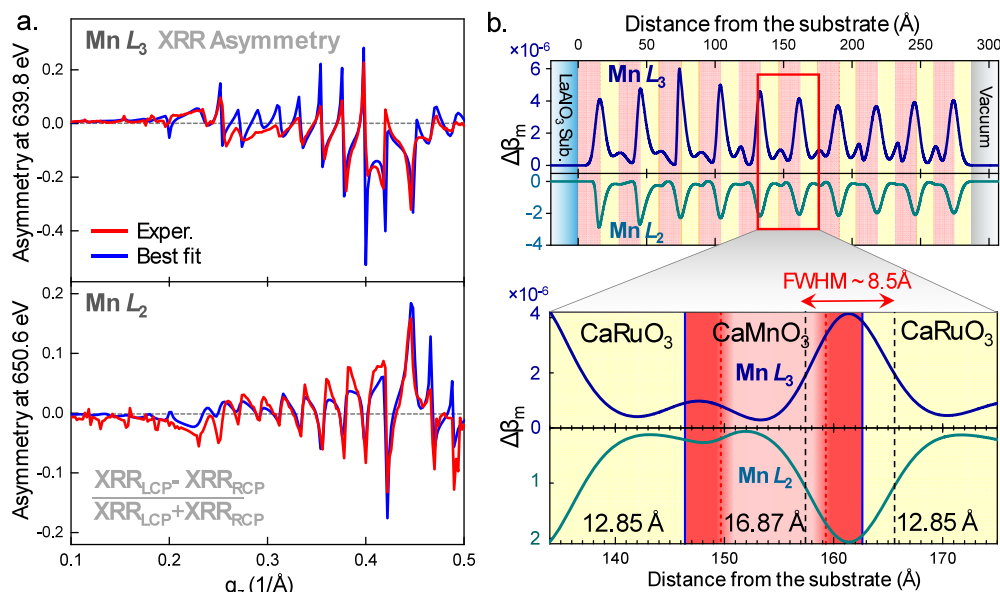 a.
Mn L3 XRR Asymmetry
Asymmetry at 639.8 eV
0.2
0.0
-0.2
-0.4
Exper.
Best fit
Mn L2
Asymmetry at 650.6 eV
0.2
0.1
0.0
0.1
0.2
XRRLCP- XRRRCP
XRRLCP+XRRRCP
0.1 0.2 0.3 0.4 0.5
qz (1/Å)
b.
Distance from the substrate (Å)
0 50 100 150 200 250 300
×10-6
6
4
2
0
0
-2
-4
Δβm
LaAlO3 Sub.
Mn L3
Mn L2
Vacuum
FWHM ~ 8.5Å
×10-6
4
2
0
1
2
Δβm
CaRuO3 CaMnO3 CaRuO3
Mn L3
Mn L2
12.85 Å 16.87 Å 12.85 Å
140 150 160 170
Distance from the substrate (Å)